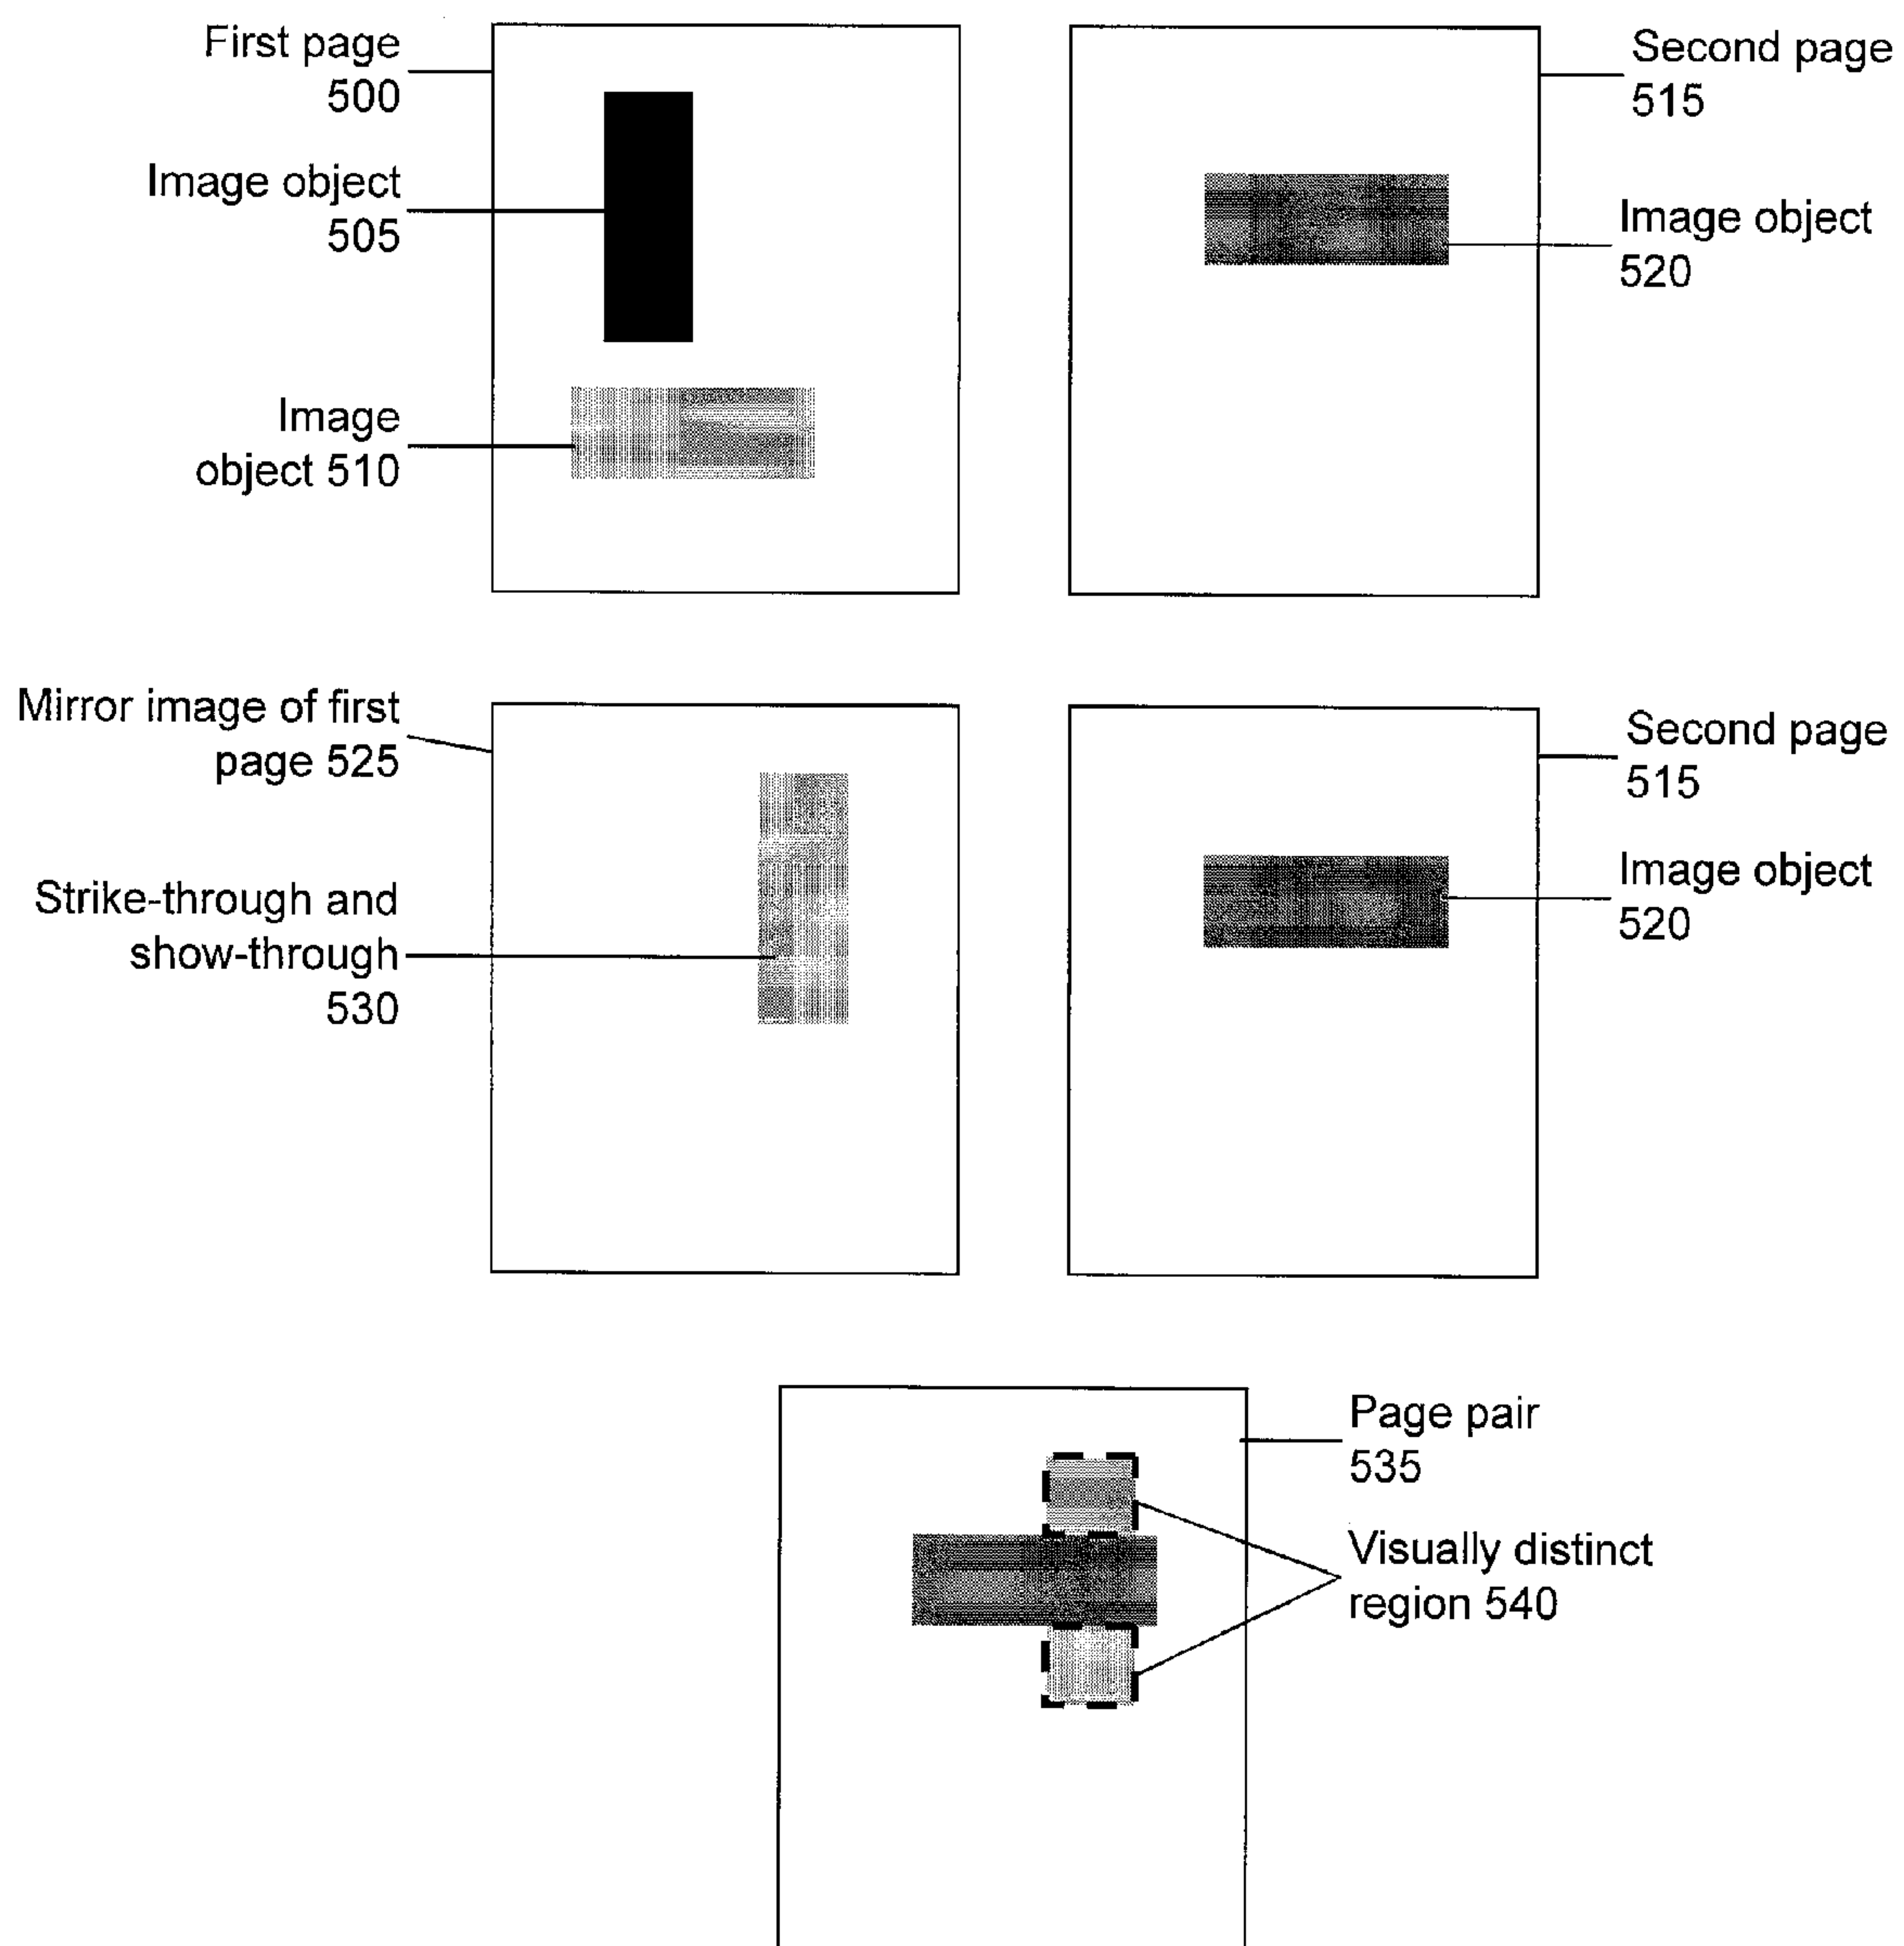 First page
500
Image object
505
Image
object 510
Second page
515
Image object
520
Mirror image of first
page 525
Strike-through and
show-through
530
Second page
515
Image object
520
Page pair
535
Visually distinct
region 540